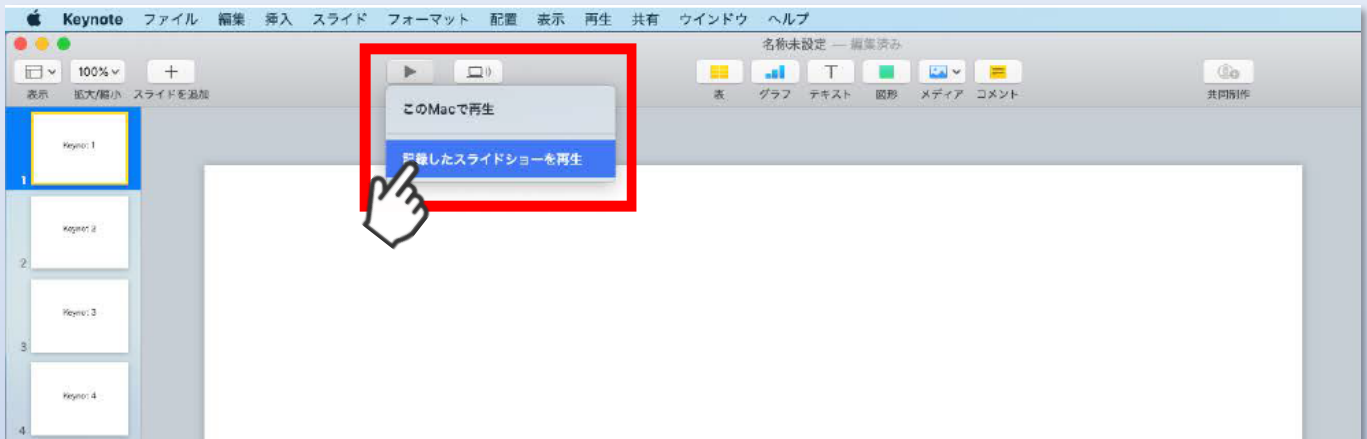 Keynote ファイル 編集 挿入 スライド フォーマット 配置 表示 再生 共有 ウインドウ ヘルプ
名称未設定 — 編集済み
100%
表示 拡大/縮小 スライドを追加 表 グラフ テキスト 図形 メディア コメント 共同制作
このMacで再生
記録したスライドショーを再生
Keynot 1
1
Keynot 2
2
Keynot 3
3
Keynot 4
4